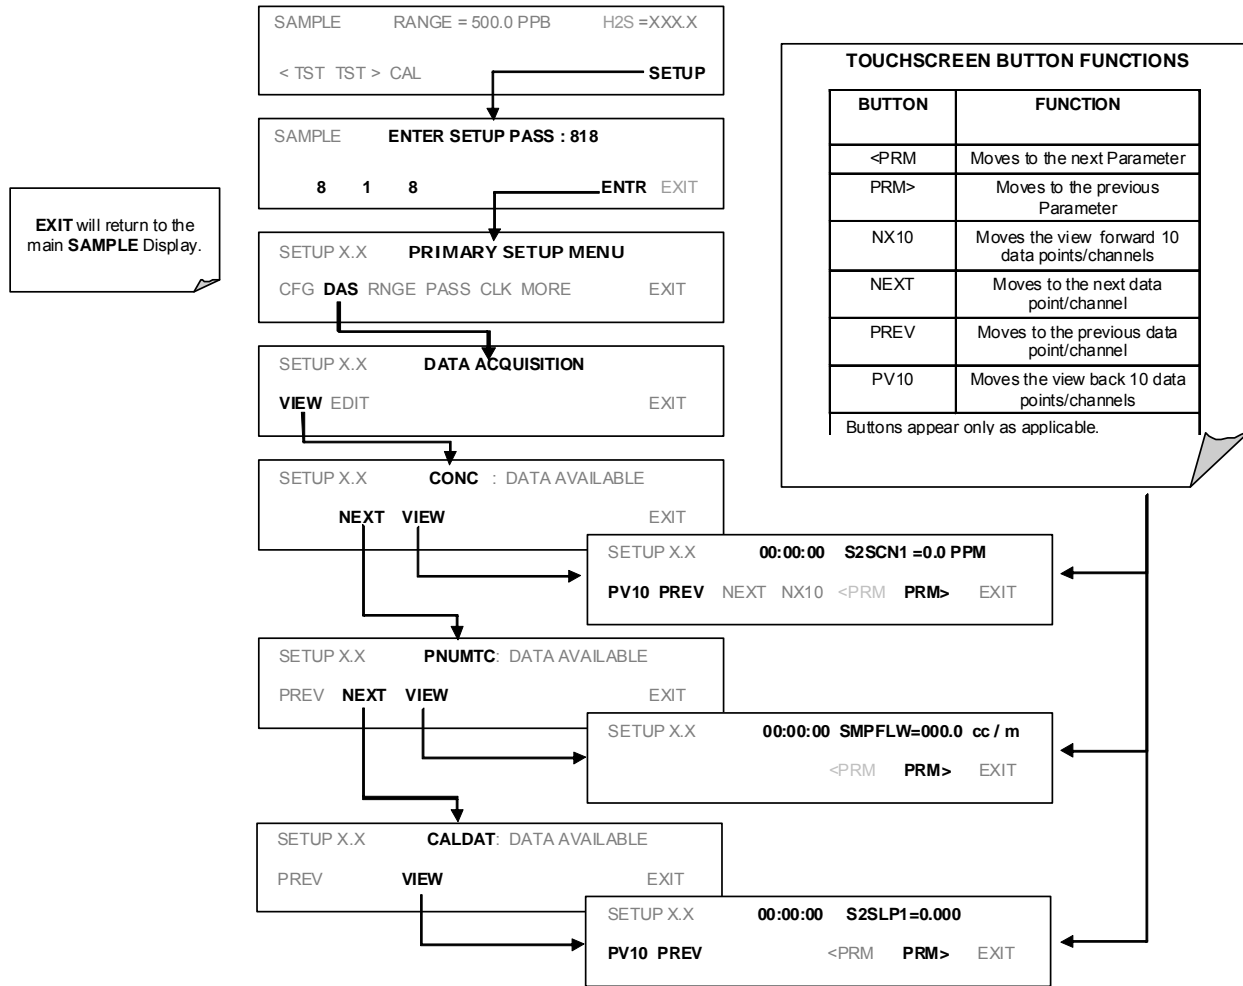 SAMPLE RANGE = 500.0 PPB H2S =XXX.X
< TST TST > CAL SETUP
SAMPLE ENTER SETUP PASS : 818
8 1 8 ENTR EXIT
EXIT will return to the
main SAMPLE Display.
SETUP X.X PRIMARY SETUP MENU
CFG DAS RNGE PASS CLK MORE EXIT
SETUP X.X DATA ACQUISITION
VIEW EDIT EXIT
SETUP X.X CONC : DATA AVAILABLE
NEXT VIEW EXIT
SETUP X.X 00:00:00 S2SCN1 =0.0 PPM
PV10 PREV NEXT NX10 <PRM PRM> EXIT
SETUP X.X PNUMTC: DATA AVAILABLE
PREV NEXT VIEW EXIT
SETUP X.X 00:00:00 SMPFLW=000.0 cc / m
<PRM PRM> EXIT
SETUP X.X CALDAT: DATA AVAILABLE
PREV VIEW EXIT
SETUP X.X 00:00:00 S2SLP1=0.000
PV10 PREV <PRM PRM> EXIT
TOUCHSCREEN BUTTON FUNCTIONS
BUTTON FUNCTION
<PRM Moves to the next Parameter
PRM> Moves to the previous
Parameter
NX10 Moves the view forward 10
data points/channels
NEXT Moves to the next data
point/channel
PREV Moves to the previous data
point/channel
PV10 Moves the view back 10 data
points/channels
Buttons appear only as applicable.